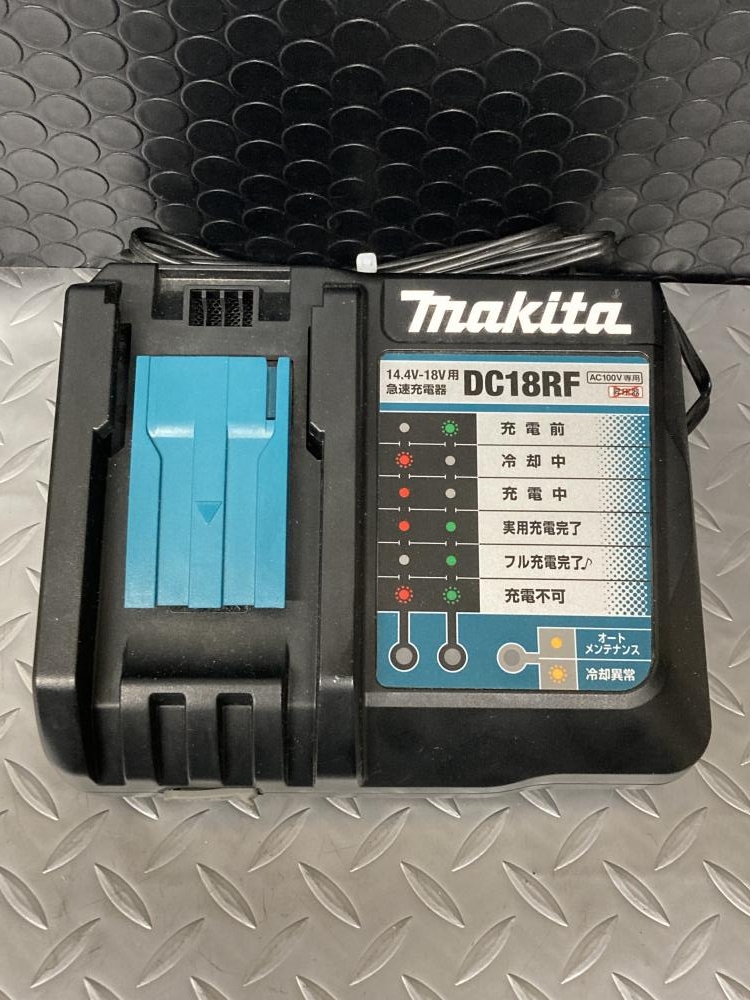 makita
14.4V-18V用
急速充電器
DC18RF
AC100V専用
充電前
冷却中
充電中
実用充電完了
フル充電完了♪
充電不可
オート
メンテナンス
冷却異常